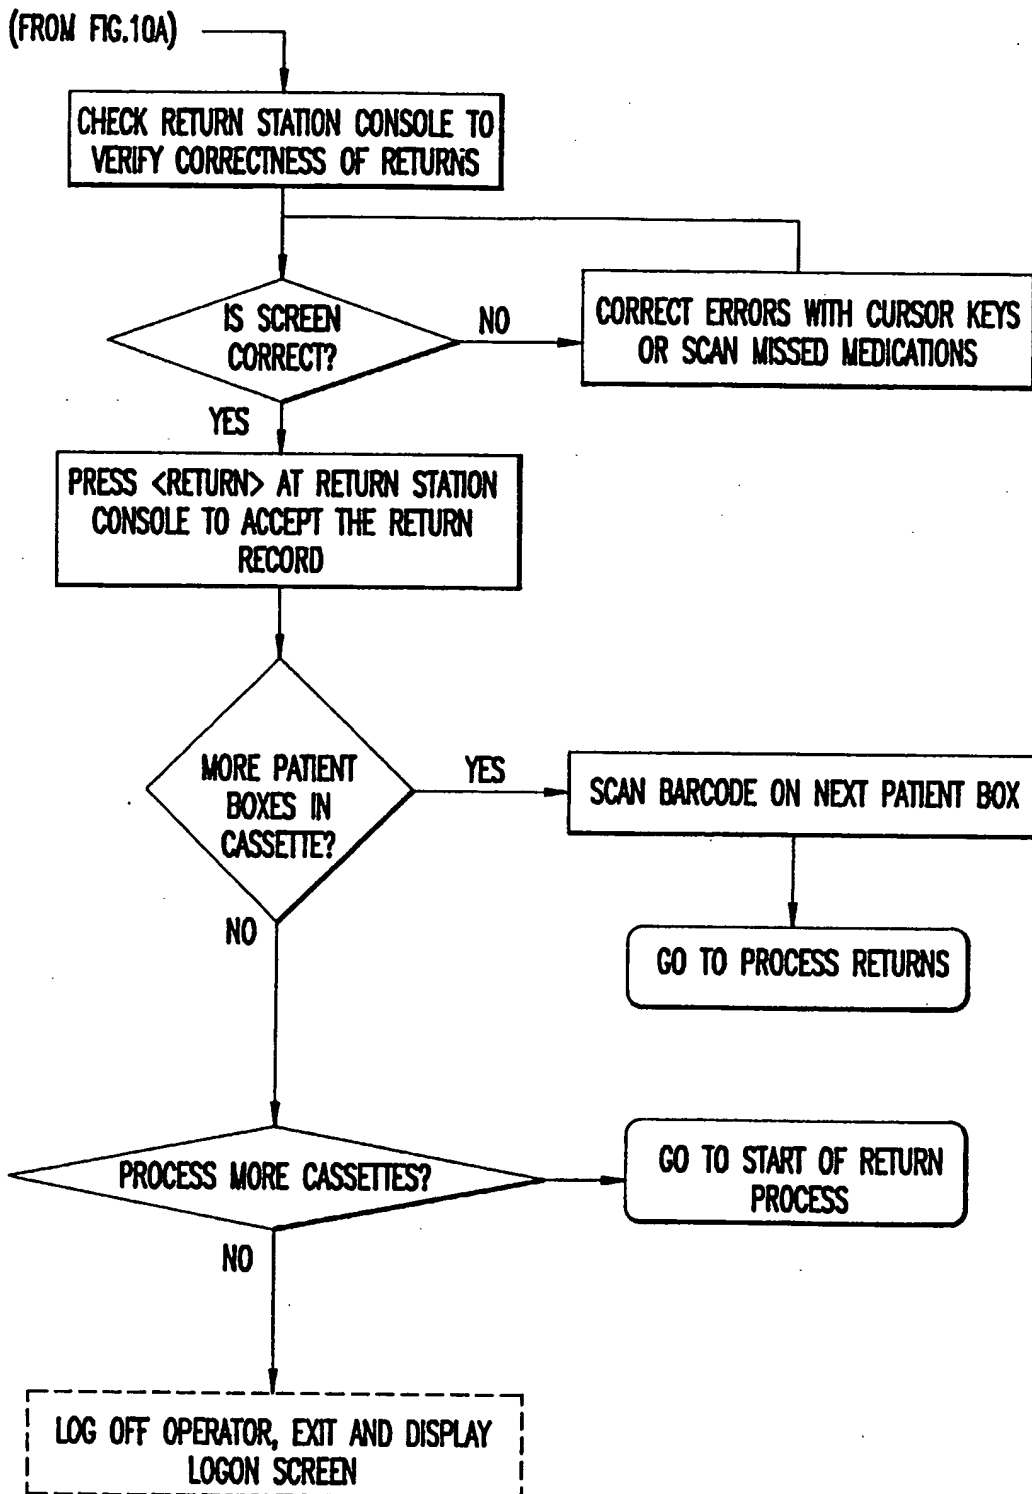 (FROM FIG.10A)
CHECK RETURN STATION CONSOLE TO
VERIFY CORRECTNESS OF RETURNS
IS SCREEN
CORRECT?
NO
CORRECT ERRORS WITH CURSOR KEYS
OR SCAN MISSED MEDICATIONS
YES
PRESS <RETURN> AT RETURN STATION
CONSOLE TO ACCEPT THE RETURN
RECORD
MORE PATIENT
BOXES IN
CASSETTE?
YES
SCAN BARCODE ON NEXT PATIENT BOX
NO
GO TO PROCESS RETURNS
PROCESS MORE CASSETTES?
GO TO START OF RETURN
PROCESS
NO
LOG OFF OPERATOR, EXIT AND DISPLAY
LOGON SCREEN